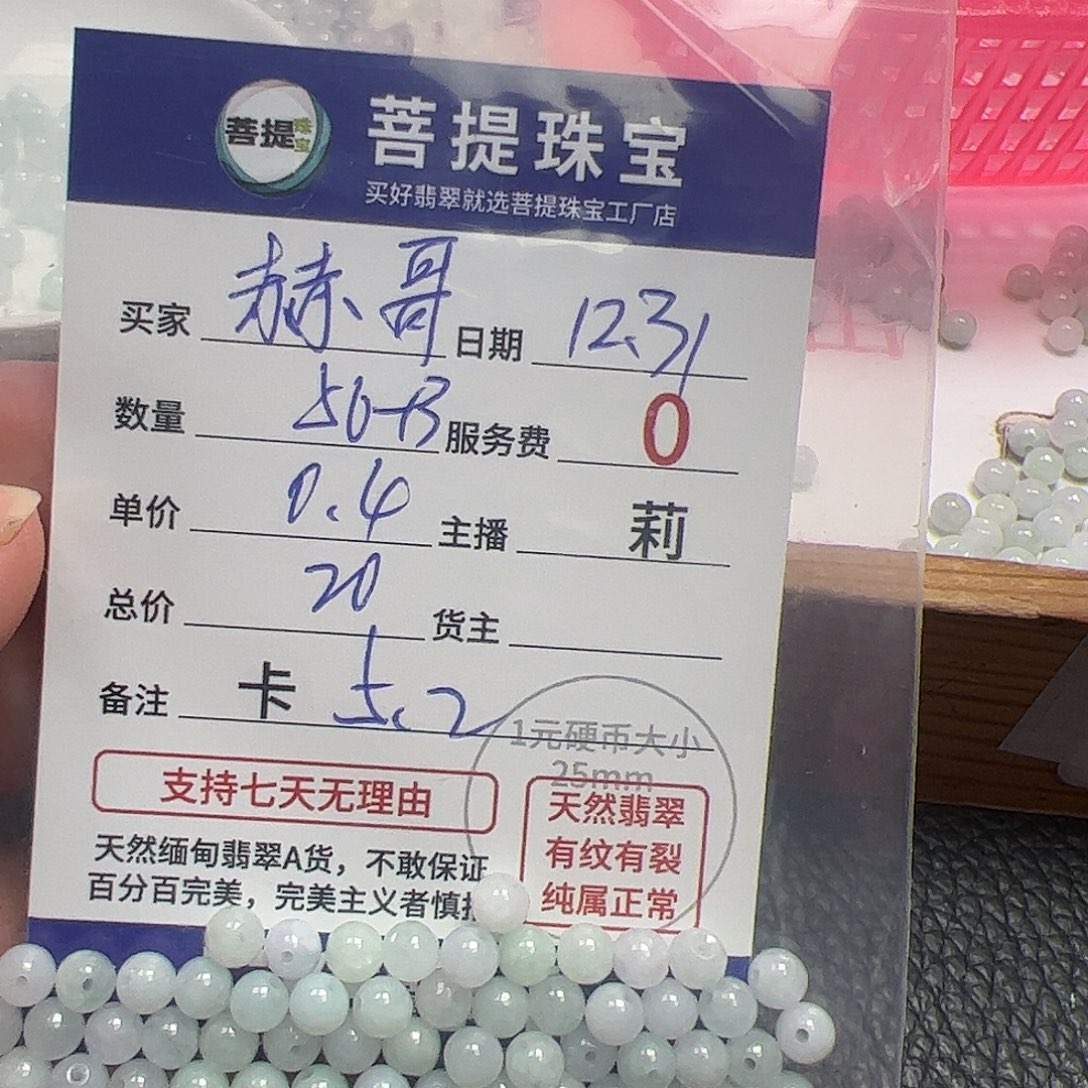 菩提珠宝
菩提珠宝
买好翡翠就选菩提珠宝工厂店
买家 赫哥 日期 12.31
数量 50+3 服务费 0
单价 0.4 主播 莉
总价 20 货主
备注 卡 5.2
1元硬币大小
25mm
支持七天无理由
天然翡翠
有纹有裂
纯属正常
天然缅甸翡翠A货，不敢保证
百分百完美，完美主义者慎拍